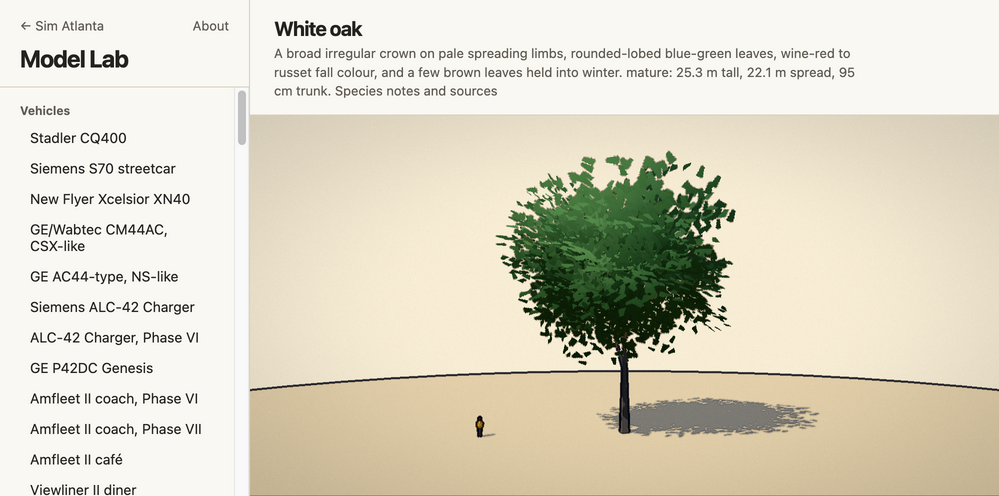 ← Sim Atlanta
About
Model Lab
Vehicles
Stadler CQ400
Siemens S70 streetcar
New Flyer Xcelsior XN40
GE/Wabtec CM44AC,
CSX-like
GE AC44-type, NS-like
Siemens ALC-42 Charger
ALC-42 Charger, Phase VI
GE P42DC Genesis
Amfleet II coach, Phase VI
Amfleet II coach, Phase VII
Amfleet II café
Viewliner II diner
White oak
A broad irregular crown on pale spreading limbs, rounded-lobed blue-green leaves, wine-red to
russet fall colour, and a few brown leaves held into winter. mature: 25.3 m tall, 22.1 m spread, 95
cm trunk. Species notes and sources